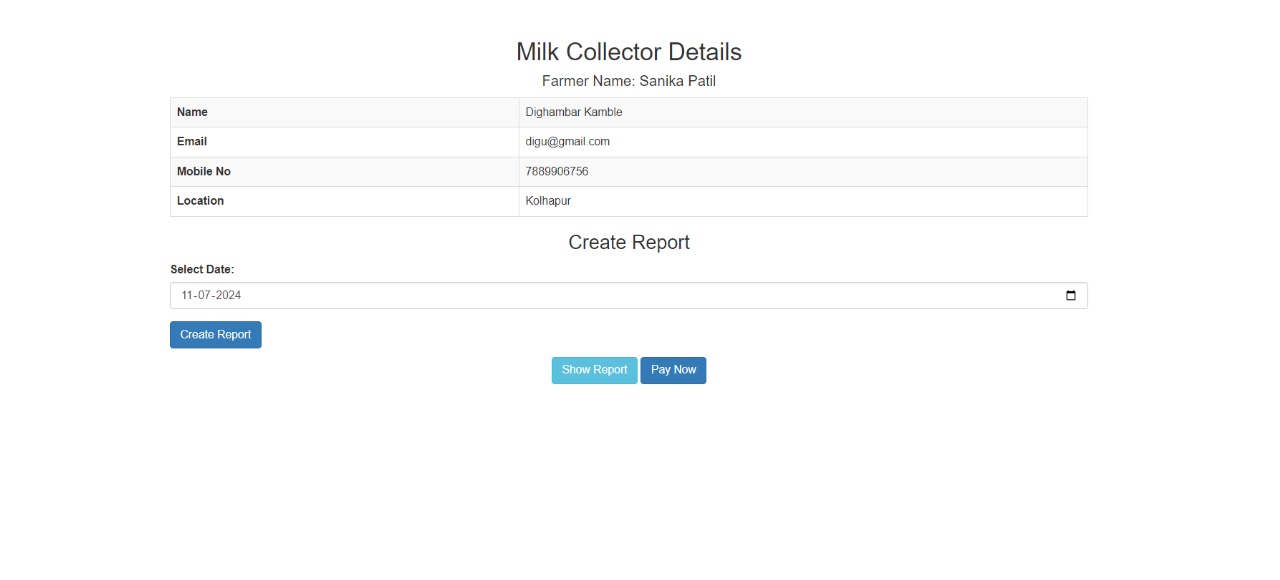 Milk Collector Details
Farmer Name: Sanika Patil
Name Dighambar Kamble
Email digu@gmail.com
Mobile No 7889906756
Location Kolhapur
Create Report
Select Date:
11-07-2024
Create Report
Show Report Pay Now